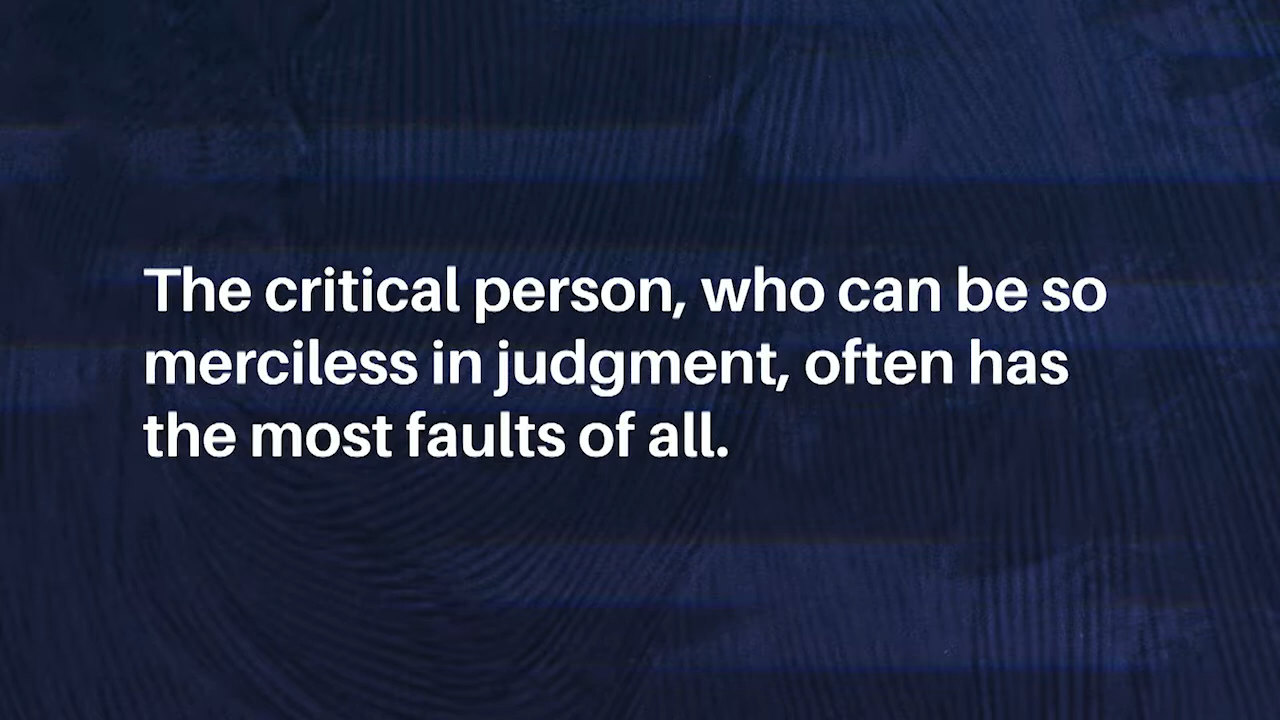 The critical person, who can be so
merciless in judgment, often has
the most faults of all.